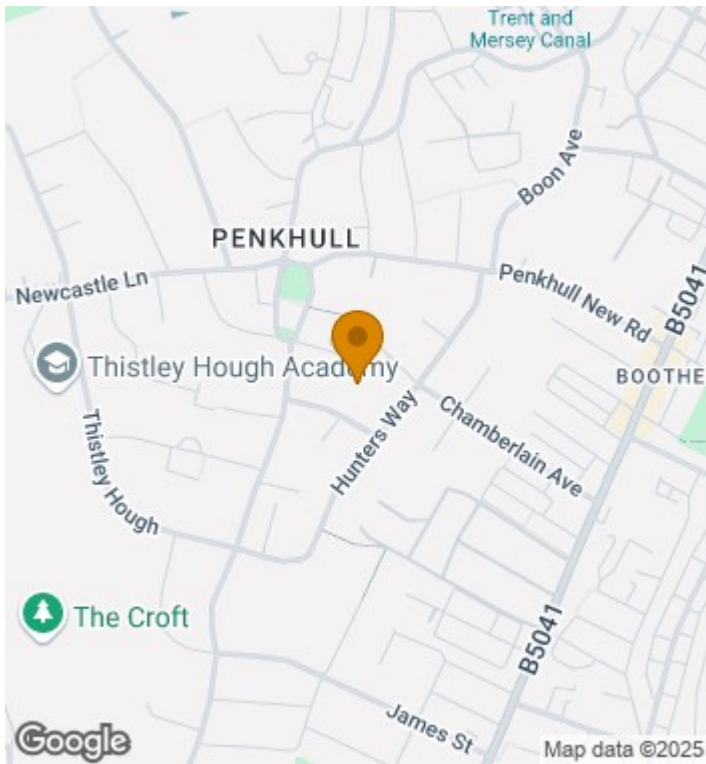 Trent and
Mersey Canal
Boon Ave
PENKHULL
Newcastle Ln
Penkhull New Rd
B5041
Thistley Hough Academy
BOOTHE
Hunters Way
Chamberlain Ave
Thistley Hough
The Croft
B5041
James St
Google
Map data ©2025